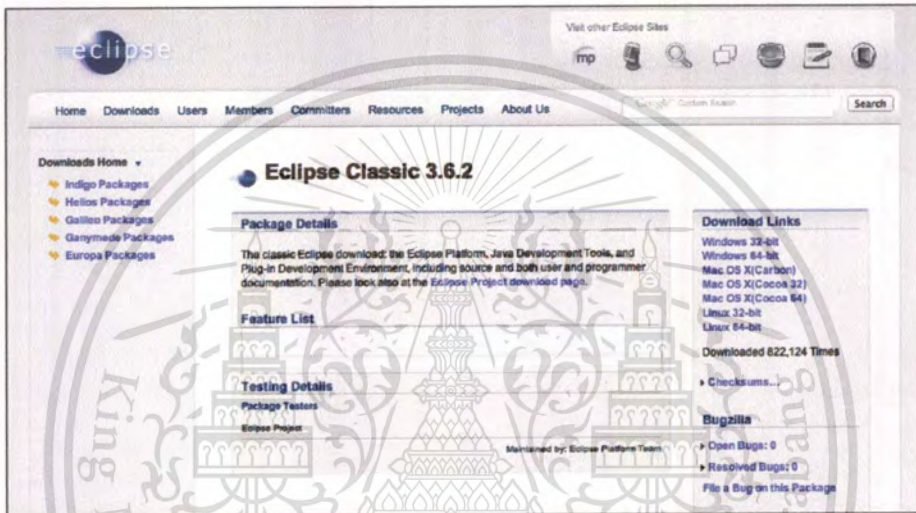 eclipse
Visit other Eclipse Sites
mp
Home Downloads Users Members Committers Resources Projects About Us
Custom Search
Search
Downloads Home
Indigo Packages
Helios Packages
Galileo Packages
Ganymede Packages
Europa Packages
Eclipse Classic 3.6.2
Package Details
The classic Eclipse download: the Eclipse Platform, Java Development Tools, and
Plug-in Development Environment, including source and both user and programmer
documentation. Please look also at the Eclipse Project download page.
Feature List
Testing Details
Package Testers
Eclipse Project
Maintained by: Eclipse Platform Team
Download Links
Windows 32-bit
Windows 64-bit
Mac OS X(Carbon)
Mac OS X(Cocoa 32)
Mac OS X(Cocoa 64)
Linux 32-bit
Linux 64-bit
Downloaded 822,124 Times
Checksums...
Bugzilla
Open Bugs: 0
Resolved Bugs: 0
File a Bug on this Package
King